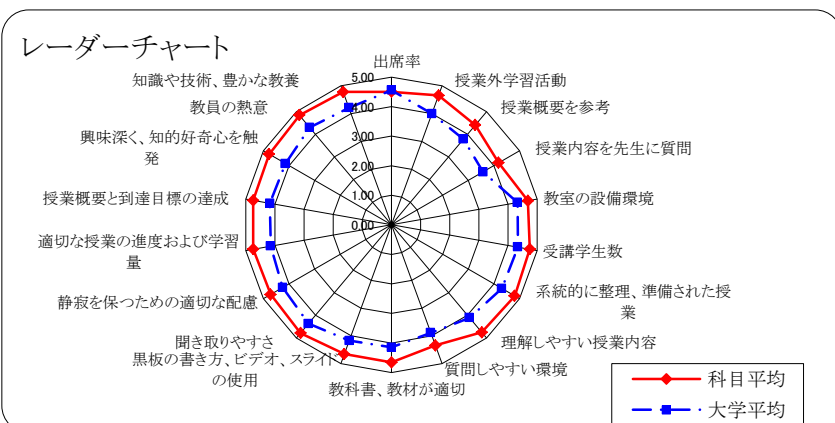 レーダーチャート
出席率
授業外学習活動
授業概要を参考
授業内容を先生に質問
教室の設備環境
受講学生数
系統的に整理、準備された授
業
理解しやすい授業内容
質問しやすい環境
教科書、教材が適切
黒板の書き方、ビデオ、スライド
の使用
聞き取りやすさ
静寂を保つための適切な配慮
適切な授業の進度および学習
量
授業概要と到達目標の達成
興味深く、知的好奇心を触
発
教員の熱意
知識や技術、豊かな教養
5.00
4.00
3.00
2.00
1.00
0.00
科目平均
大学平均